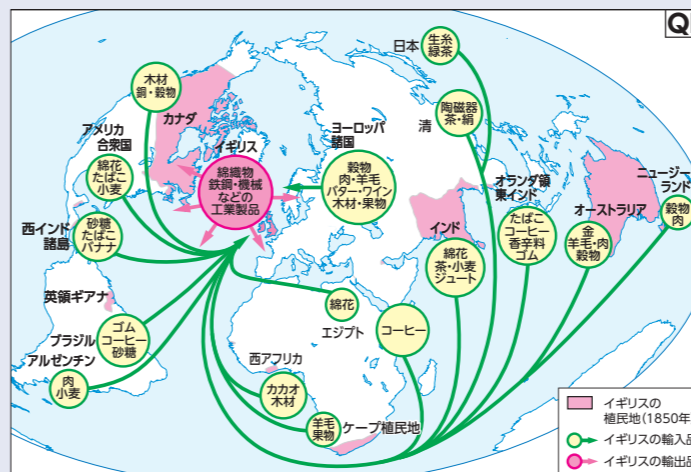 Q
日本
生糸
緑茶
木材
銅・穀物
カナダ
清
陶磁器
茶・絹
アメリカ
合衆国
イギリス
ヨーロッパ
諸国
綿花
たばこ
小麦
綿織物
鉄鋼・機械
などの
工業製品
穀物
肉・羊毛
バター・ワイン
木材・果物
オランダ領
東インド
ニュージー
ランド
オーストラリア
インド
西インド
諸島
砂糖
たばこ
バナナ
たばこ
コーヒー
香辛料
ゴム
穀物
肉
金
羊毛・肉
穀物
綿花
茶・小麦
ジュート
英領ギアナ
綿花
エジプト
コーヒー
ブラジル
ゴム
コーヒー
砂糖
アルゼンチン
肉
小麦
西アフリカ
カカオ
木材
羊毛
果物
ケープ植民地
イギリスの
植民地(1850年
イギリスの輸入品
イギリスの輸出品